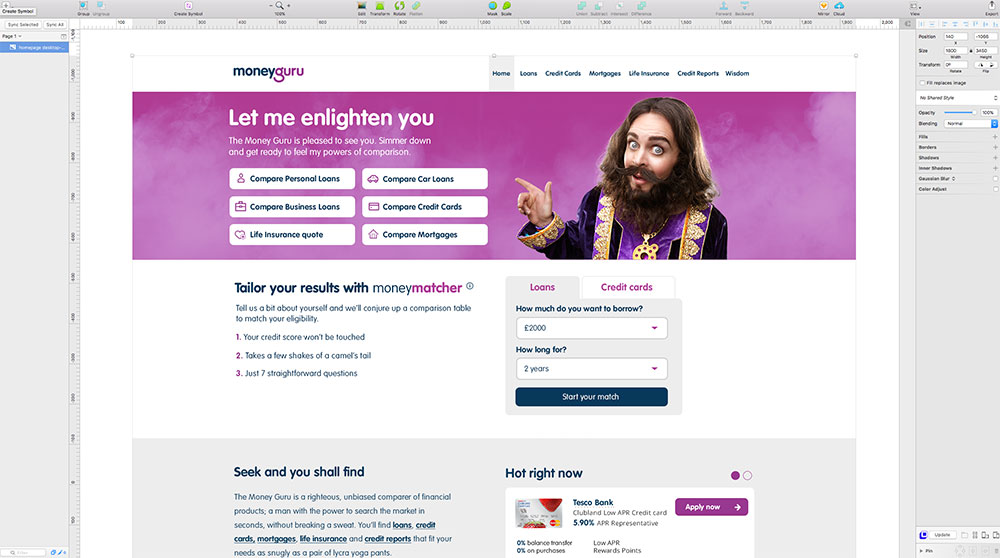 Create Symbol
Group
Ungroup
Create Symbol
100%
Edit
Transform
Rotate
Flatten
Mask
Scale
Union
Subtract
Intersect
Difference
Forward
Backward
Mirror
Cloud
View
Export
Sync Selected
Sync All
Page 1
homepage desktop-...
Position
140
-1066
X
Y
Size
1600
3450
Width
Height
Transform
0º
Rotate
Flip
Fill replaces image
No Shared Style
Opacity
100%
Blending
Normal
Fills
Borders
Shadows
Inner Shadows
Gaussian Blur
Color Adjust
Update
Pin
moneyguru
Home Loans Credit Cards Mortgages Life Insurance Credit Reports Wisdom
Let me enlighten you
The Money Guru is pleased to see you. Simmer down
and get ready to feel my powers of comparison.
Compare Personal Loans
Compare Car Loans
Compare Business Loans
Compare Credit Cards
Life Insurance quote
Compare Mortgages
Tailor your results with moneymatcher
Tell us a bit about yourself and we'll conjure up a comparison table
to match your eligibility.
1. Your credit score won't be touched
2. Takes a few shakes of a camel's tail
3. Just 7 straightforward questions
Loans
Credit cards
How much do you want to borrow?
£2000
How long for?
2 years
Start your match
Seek and you shall find
The Money Guru is a righteous, unbiased comparer of financial
products; a man with the power to search the market in
seconds, without breaking a sweat. You'll find loans, credit
cards, mortgages, life insurance and credit reports that fit your
needs as snugly as a pair of lycra yoga pants.
Hot right now
Tesco Bank
Clubland Low APR Credit card
5.90% APR Representative
Apply now
0% balance transfer
0% on purchases
Low APR
Rewards Points